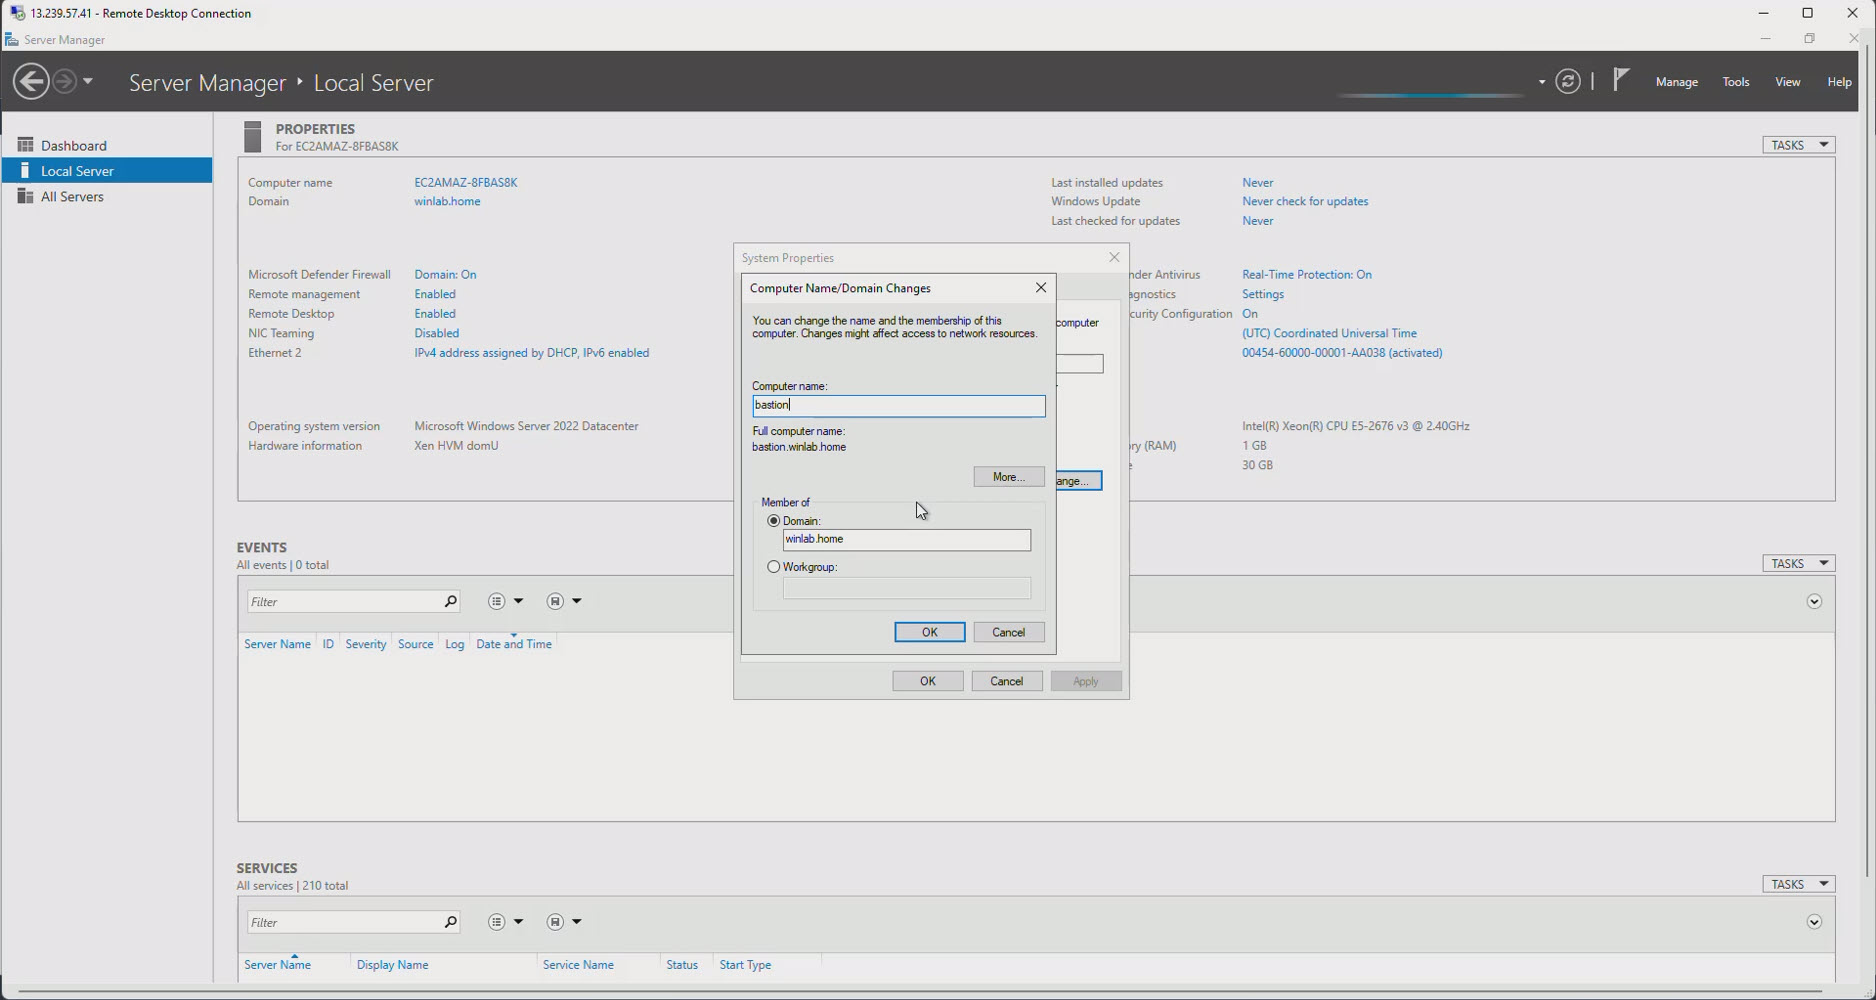 13.239.57.41 - Remote Desktop Connection
Server Manager
Server Manager ‣ Local Server
Manage Tools View Help
Dashboard
Local Server
All Servers
PROPERTIES
For EC2AMAZ-8FBAS8K
TASKS
Computer name EC2AMAZ-8FBAS8K
Domain winlab.home
Last installed updates Never
Windows Update Never check for updates
Last checked for updates Never
Microsoft Defender Firewall Domain: On
Remote management Enabled
Remote Desktop Enabled
NIC Teaming Disabled
Ethernet 2 IPv4 address assigned by DHCP, IPv6 enabled
nder Antivirus Real-Time Protection: On
agnostics Settings
curity Configuration On
(UTC) Coordinated Universal Time
00454-60000-00001-AA038 (activated)
Operating system version Microsoft Windows Server 2022 Datacenter
Hardware information Xen HVM domU
Intel(R) Xeon(R) CPU E5-2676 v3 @ 2.40GHz
ry (RAM) 1 GB
e 30 GB
System Properties
computer
ange...
Computer Name/Domain Changes
You can change the name and the membership of this
computer. Changes might affect access to network resources.
Computer name:
bastion
Full computer name:
bastion.winlab.home
More...
Member of
Domain:
winlab.home
Workgroup:
OK Cancel
OK Cancel Apply
EVENTS
All events | 0 total
TASKS
Filter
Server Name ID Severity Source Log Date and Time
SERVICES
All services | 210 total
TASKS
Filter
Server Name Display Name Service Name Status Start Type